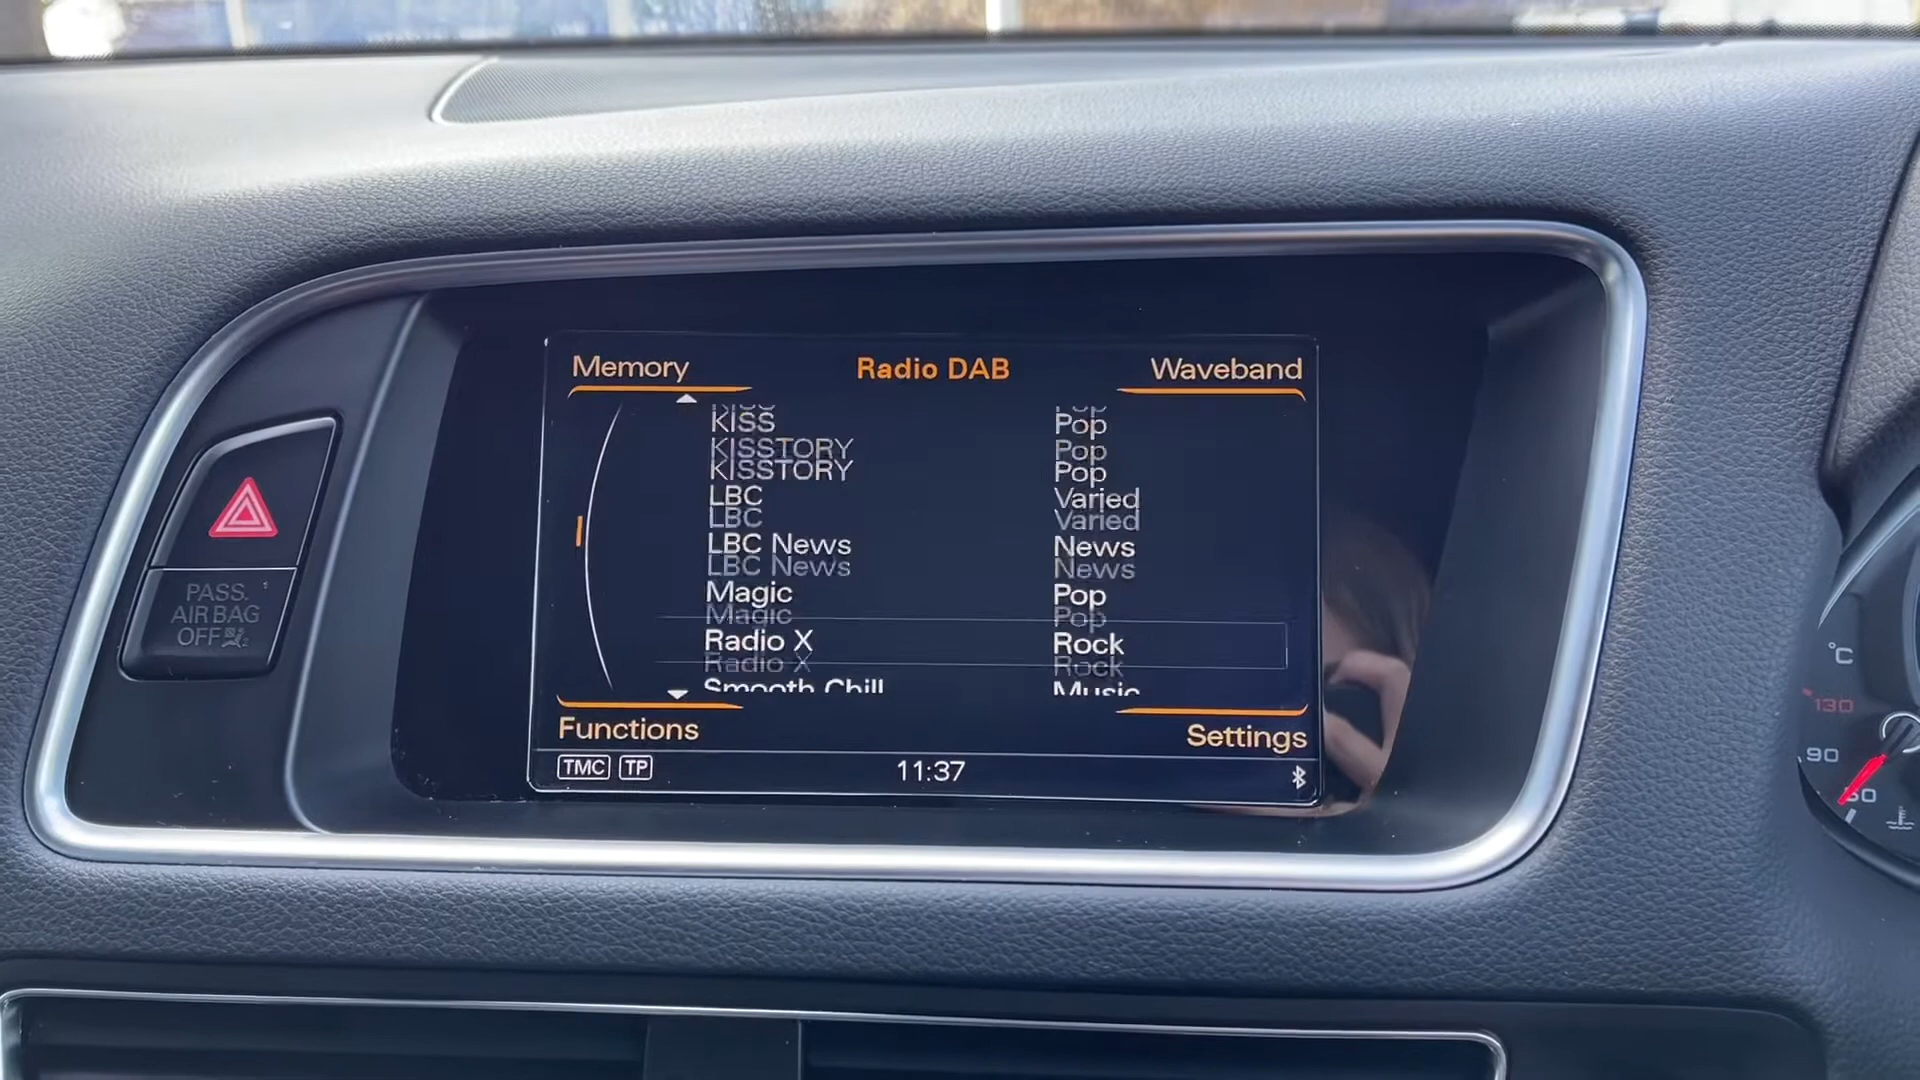 Memory Radio DAB Waveband
KISS Pop
KISSTORY Pop
KISSTORY Pop
LBC Varied
LBC Varied
LBC News News
LBC News News
Magic Pop
Magic Pop
Radio X Rock
Radio X Rock
Smooth Chill Music
Functions Settings
TMC TP 11:37
PASS.
AIR BAG
OFF
°C
130
90